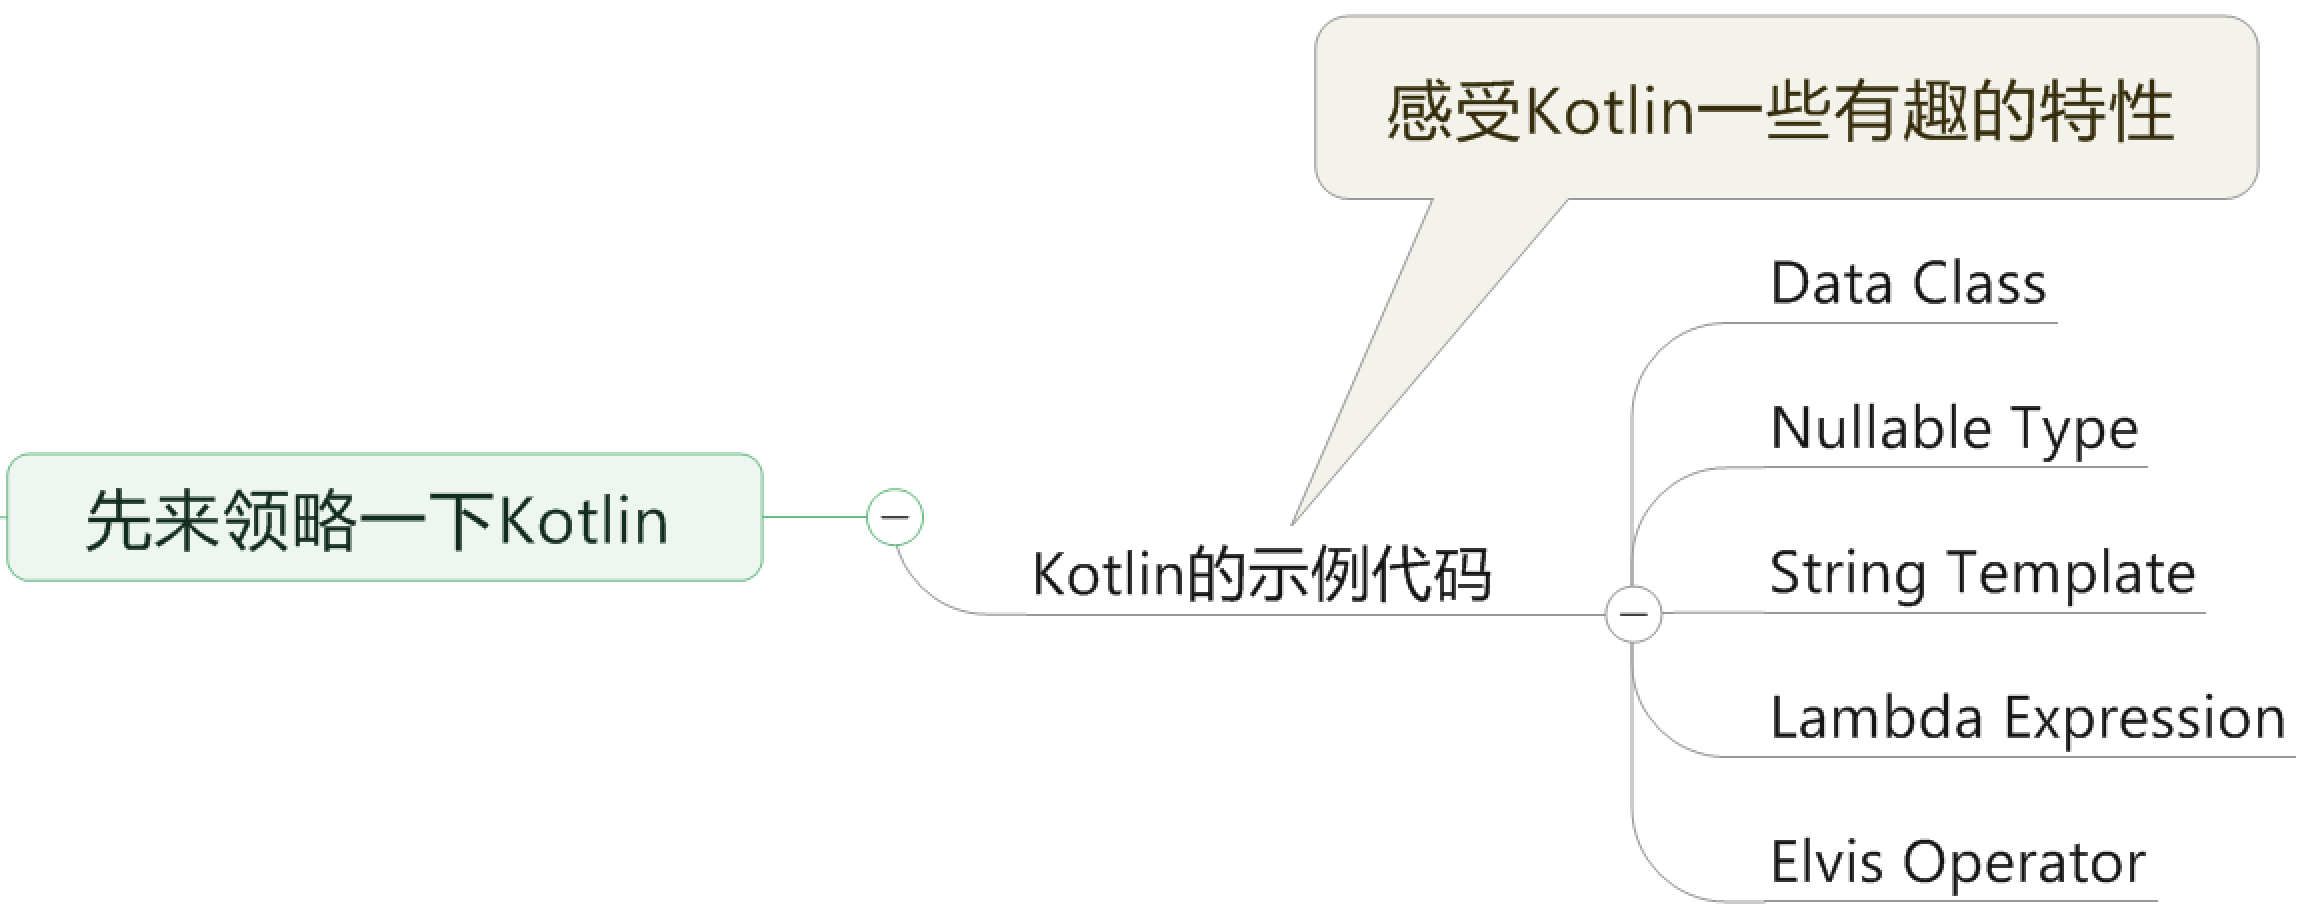 感受Kotlin一些有趣的特性
先来领略一下Kotlin
Kotlin的示例代码
Data Class
Nullable Type
String Template
Lambda Expression
Elvis Operator